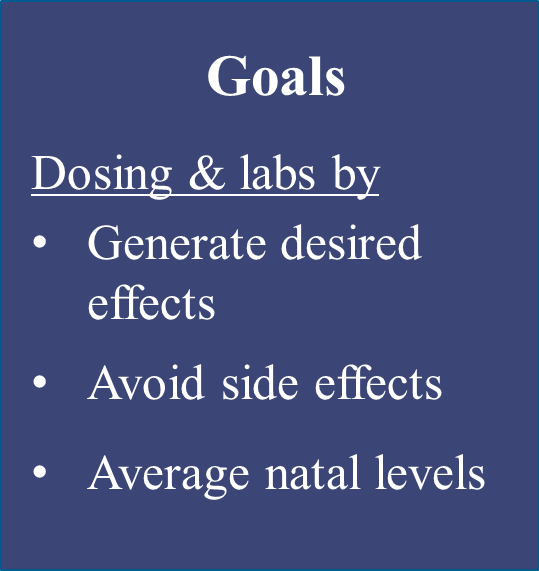 Goals
Dosing & labs by
• Generate desired
effects
• Avoid side effects
• Average natal levels